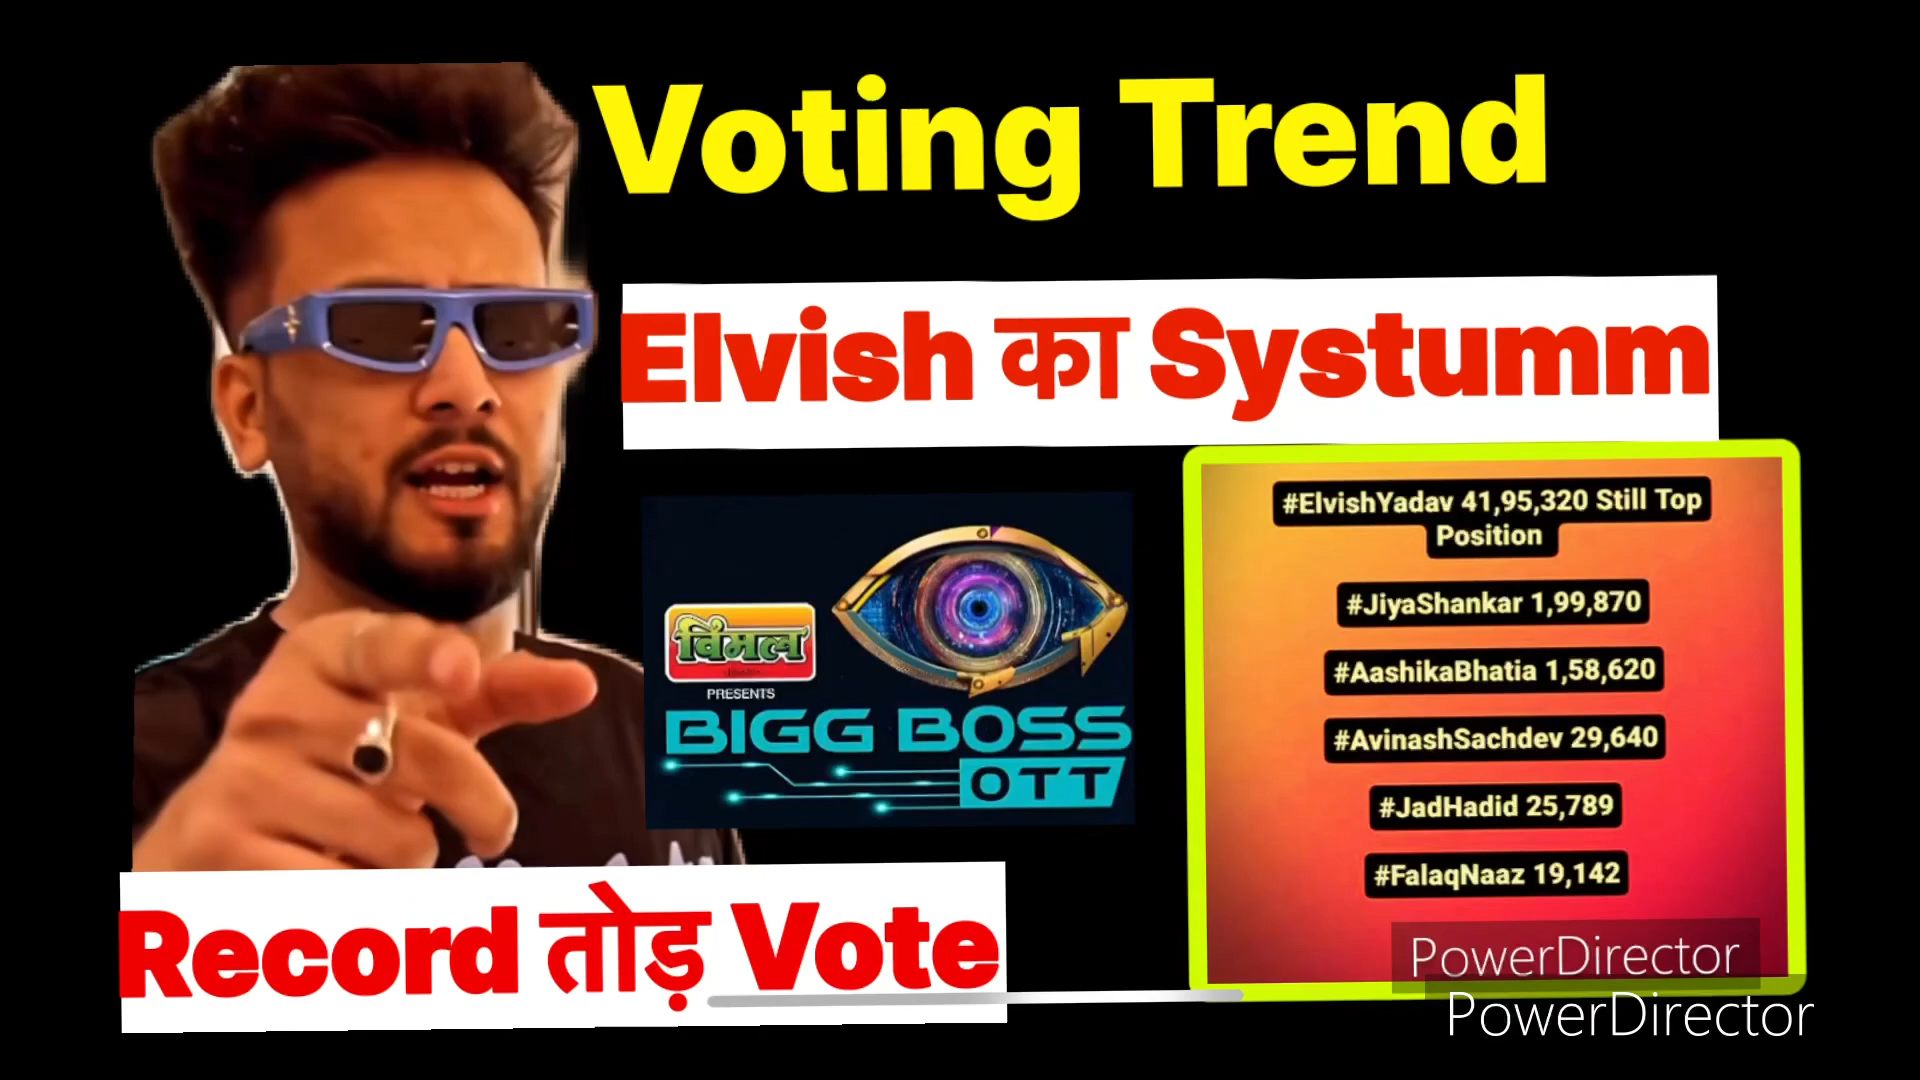 Voting Trend
Elvish का Systumm
#ElvishYadav 41,95,320 Still Top
Position
#JiyaShankar 1,99,870
#AashikaBhatia 1,58,620
#AvinashSachdev 29,640
#JadHadid 25,789
#FalaqNaaz 19,142
विमल
PRESENTS
BIGG BOSS
OTT
Record तोड़ Vote
PowerDirector
PowerDirector